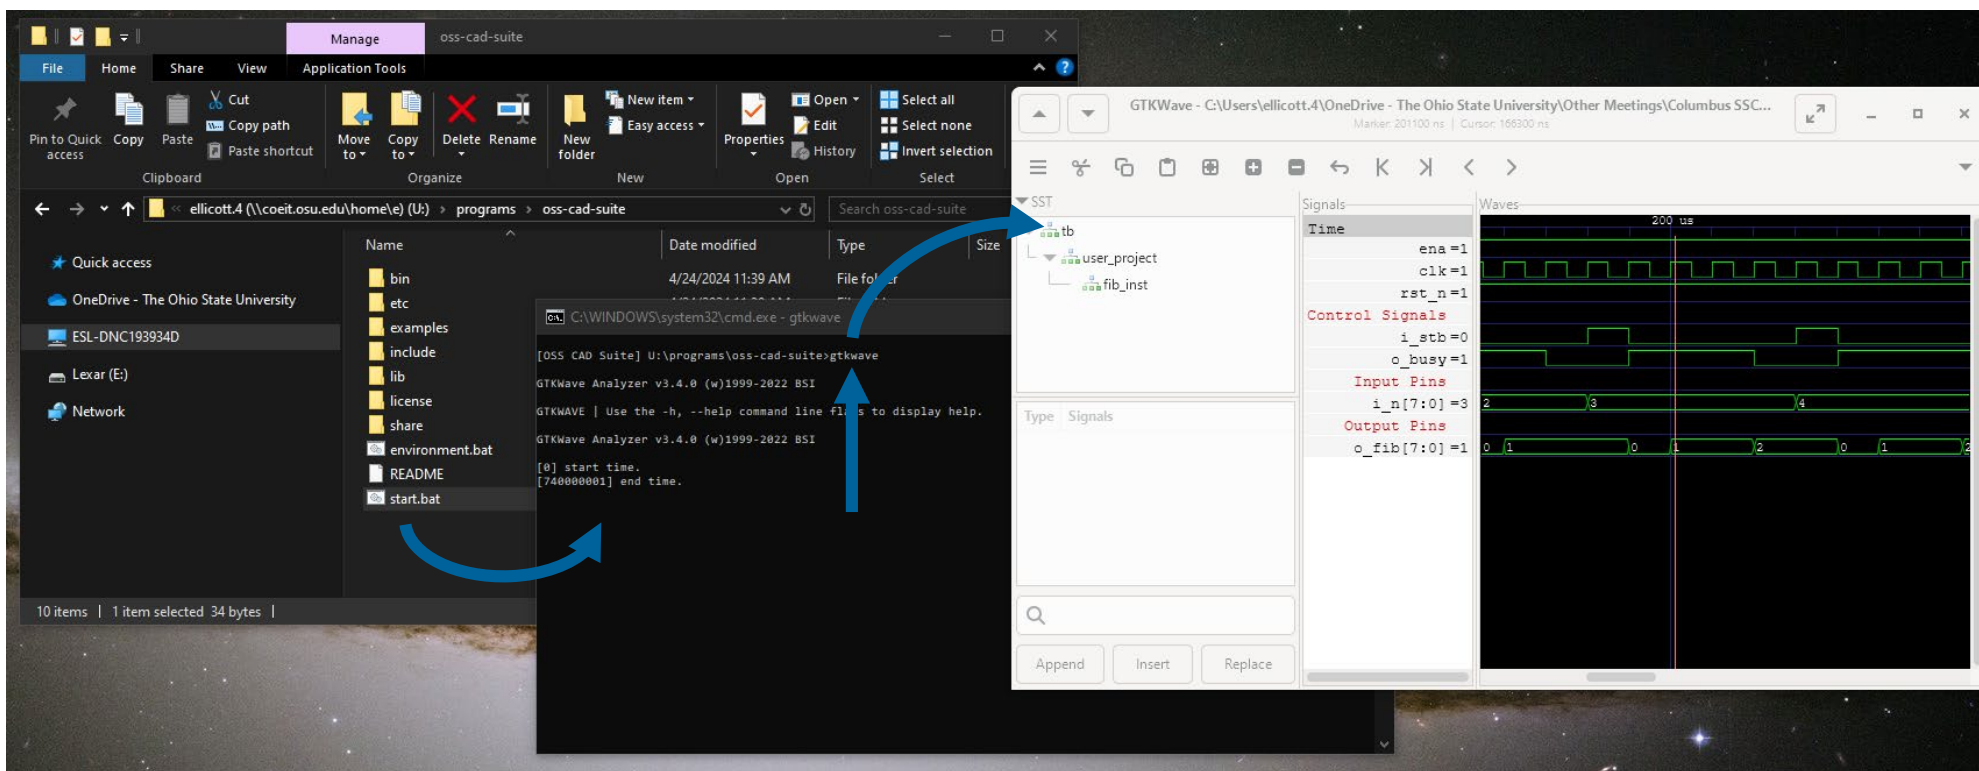 Manage
oss-cad-suite
File Home Share View Application Tools
Pin to Quick access
Copy
Paste
Cut
Copy path
Paste shortcut
Move to
Copy to
Delete
Rename
New folder
New item
Easy access
Properties
Open
Edit
History
Select all
Select none
Invert selection
Clipboard Organize New Open Select
« ellicott.4 (\\coeit.osu.edu\home\e) (U:) › programs › oss-cad-suite
Search oss-cad-suite
Quick access
OneDrive - The Ohio State University
ESL-DNC193934D
Lexar (E:)
Network
Name Date modified Type Size
bin 4/24/2024 11:39 AM
etc
examples
include
lib
license
share
environment.bat
README
start.bat
10 items | 1 item selected 34 bytes |
C:\WINDOWS\system32\cmd.exe - gtkwave
[OSS CAD Suite] U:\programs\oss-cad-suite>gtkwave
GTKWave Analyzer v3.4.0 (w)1999-2022 BSI
GTKWAVE | Use the -h, --help command line flags to display help.
GTKWave Analyzer v3.4.0 (w)1999-2022 BSI
[0] start time.
[740000001] end time.
GTKWave - C:\Users\ellicott.4\OneDrive - The Ohio State University\Other Meetings\Columbus SSC...
Marker: 201100 ns | Cursor: 166300 ns
SST
tb
user_project
fib_inst
Type Signals
Append Insert Replace
Signals
Time
ena =1
clk =1
rst_n =1
Control Signals
i_stb =0
o_busy =1
Input Pins
i_n[7:0] =3
Output Pins
o_fib[7:0] =1
Waves
200 us
2 3 4
0 1 0 1 2 0 1 2